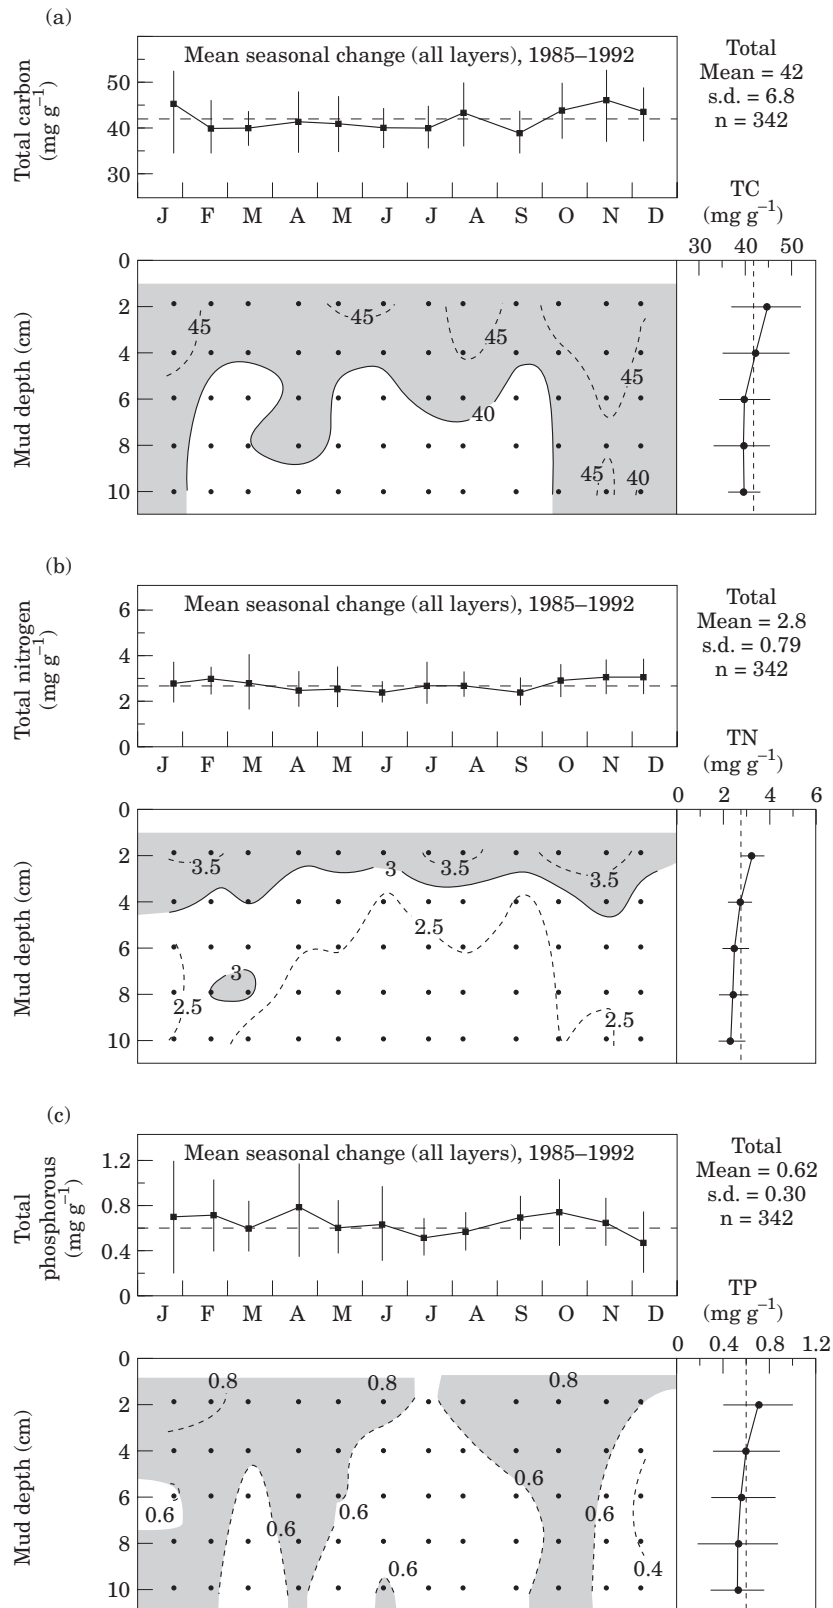 (a)
Total carbon
(mg g−1)
50
40
30
Mean seasonal change (all layers), 1985–1992
J F M A M J J A S O N D
Total
Mean = 42
s.d. = 6.8
n = 342
TC
(mg g−1)
30 40 50
Mud depth (cm)
0
2
4
6
8
10
45
45
45
45
40
45
40
(b)
Total nitrogen
(mg g−1)
6
4
2
0
Mean seasonal change (all layers), 1985–1992
J F M A M J J A S O N D
Total
Mean = 2.8
s.d. = 0.79
n = 342
TN
(mg g−1)
0 2 4 6
Mud depth (cm)
0
2
4
6
8
10
3.5
3
3.5
3.5
2.5
3
2.5
2.5
(c)
Total
phosphorous
(mg g−1)
1.2
0.8
0.4
0
Mean seasonal change (all layers), 1985–1992
J F M A M J J A S O N D
Total
Mean = 0.62
s.d. = 0.30
n = 342
TP
(mg g−1)
0 0.4 0.8 1.2
Mud depth (cm)
0
2
4
6
8
10
0.8
0.8
0.8
0.6
0.6
0.6
0.6
0.6
0.6
0.4